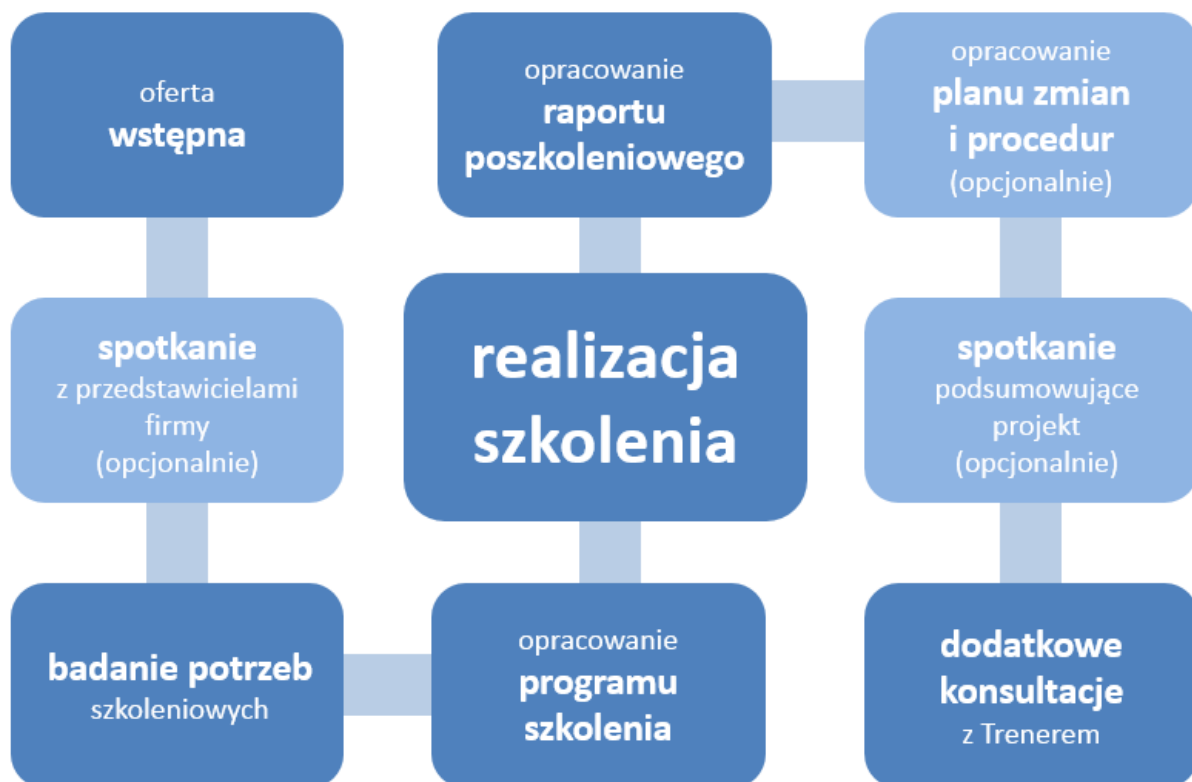 oferta
wstępna
spotkanie
z przedstawicielami
firmy
(opcjonalnie)
badanie potrzeb
szkoleniowych
opracowanie
programu
szkolenia
realizacja
szkolenia
opracowanie
raportu
poszkoleniowego
opracowanie
planu zmian
i procedur
(opcjonalnie)
spotkanie
podsumowujące
projekt
(opcjonalnie)
dodatkowe
konsultacje
z Trenerem